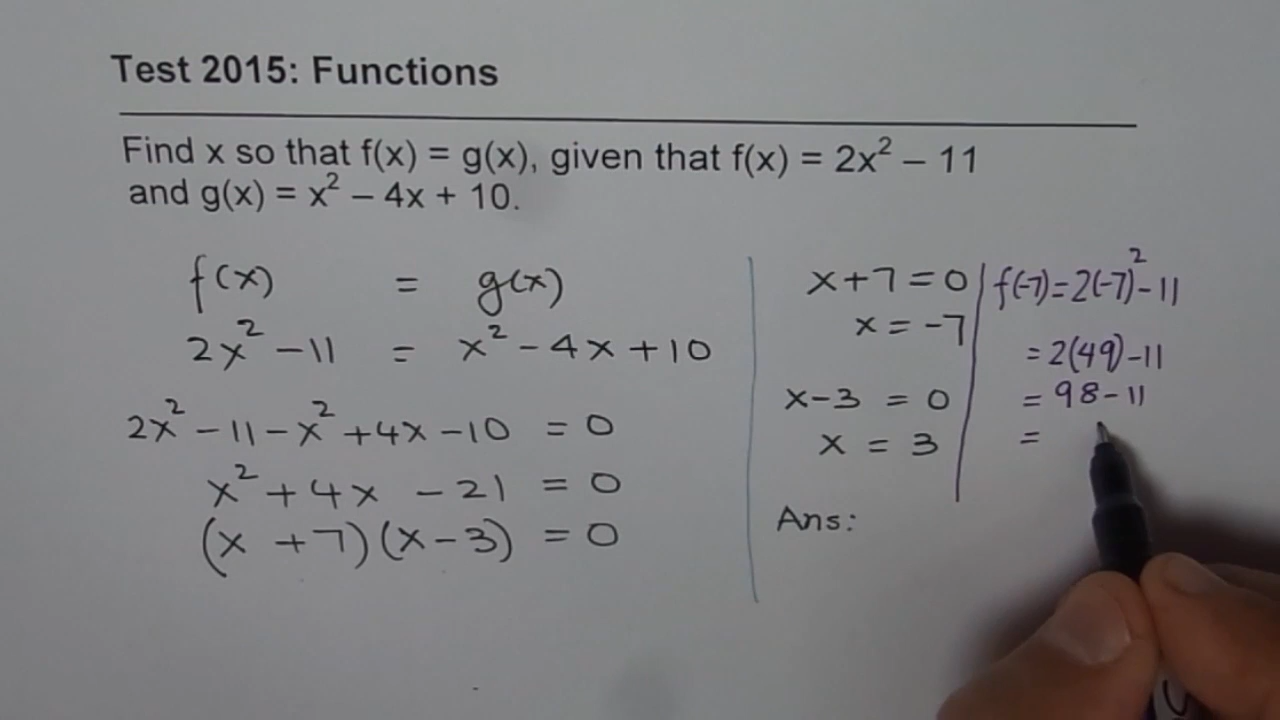 Test 2015: Functions
Find x so that f(x) = g(x), given that f(x) = 2x² – 11
and g(x) = x² – 4x + 10.
f(x) = g(x)
2x² - 11 = x² - 4x + 10
2x² - 11 - x² + 4x - 10 = 0
x² + 4x - 21 = 0
(x + 7)(x - 3) = 0
x + 7 = 0
x = -7
x - 3 = 0
x = 3
Ans:
f(-7) = 2(-7)² - 11
= 2(49) - 11
= 98 - 11
=